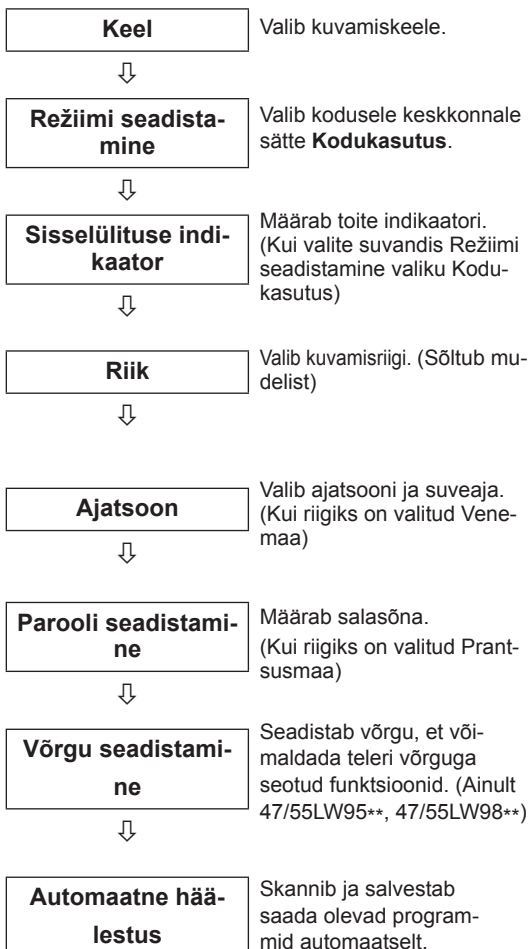 Keel
Valib kuvamiskeele.
⇩
Režiimi seadista-
mine
Valib kodusele keskkonnale
sätte Kodukasutus.
⇩
Sisselülituse indi-
kaator
Määrab toite indikaatori.
(Kui valite suvandis Režiimi
seadistamine valiku Kodu-
kasutus)
⇩
Riik
Valib kuvamisriigi. (Sõltub mu-
delist)
⇩
Ajatsoon
Valib ajatsooni ja suveaja.
(Kui riigiks on valitud Vene-
maa)
⇩
Parooli seadistami-
ne
Määrab salasõna.
(Kui riigiks on valitud Prant-
susmaa)
⇩
Võrgu seadistami-
ne
Seadistab võrgu, et või-
maldada teleri võrguga
seotud funktsioonid. (Ainult
47/55LW95**, 47/55LW98**)
⇩
Automaatne hää-
lestus
Skannib ja salvestab
saada olevad program-
mid automaatselt.